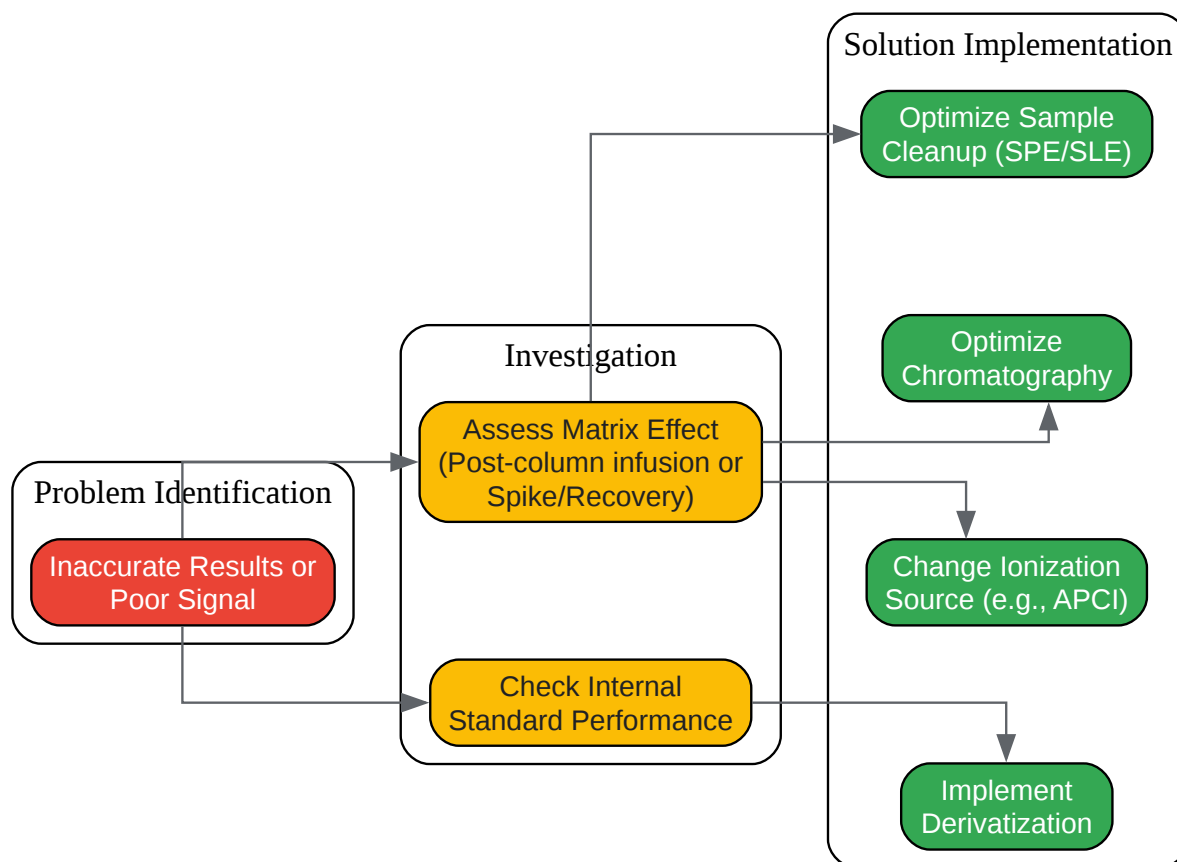 Problem Identification
Inaccurate Results or
Poor Signal
Investigation
Assess Matrix Effect
(Post-column infusion or
Spike/Recovery)
Check Internal
Standard Performance
Solution Implementation
Optimize Sample
Cleanup (SPE/SLE)
Optimize
Chromatography
Change Ionization
Source (e.g., APCI)
Implement
Derivatization